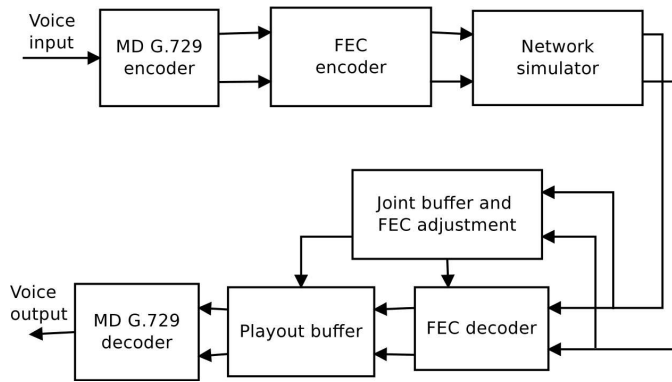 Voice
input
MD G.729
encoder
FEC
encoder
Network
simulator
Joint buffer and
FEC adjustment
Voice
output
MD G.729
decoder
Playout buffer
FEC decoder